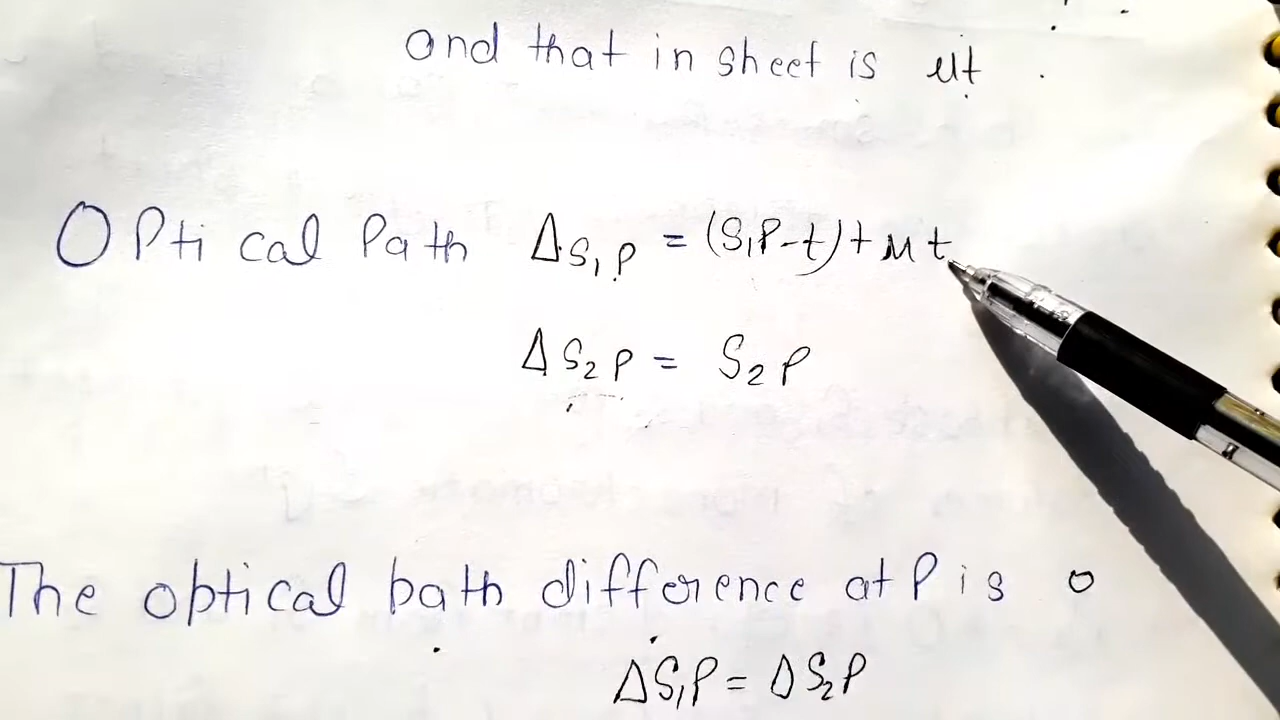 and that in sheet is μt
Optical Path ΔS₁P = (S₁P-t)+μt
ΔS₂P = S₂P
The optical path difference at P is 0
ΔS₁P = ΔS₂P